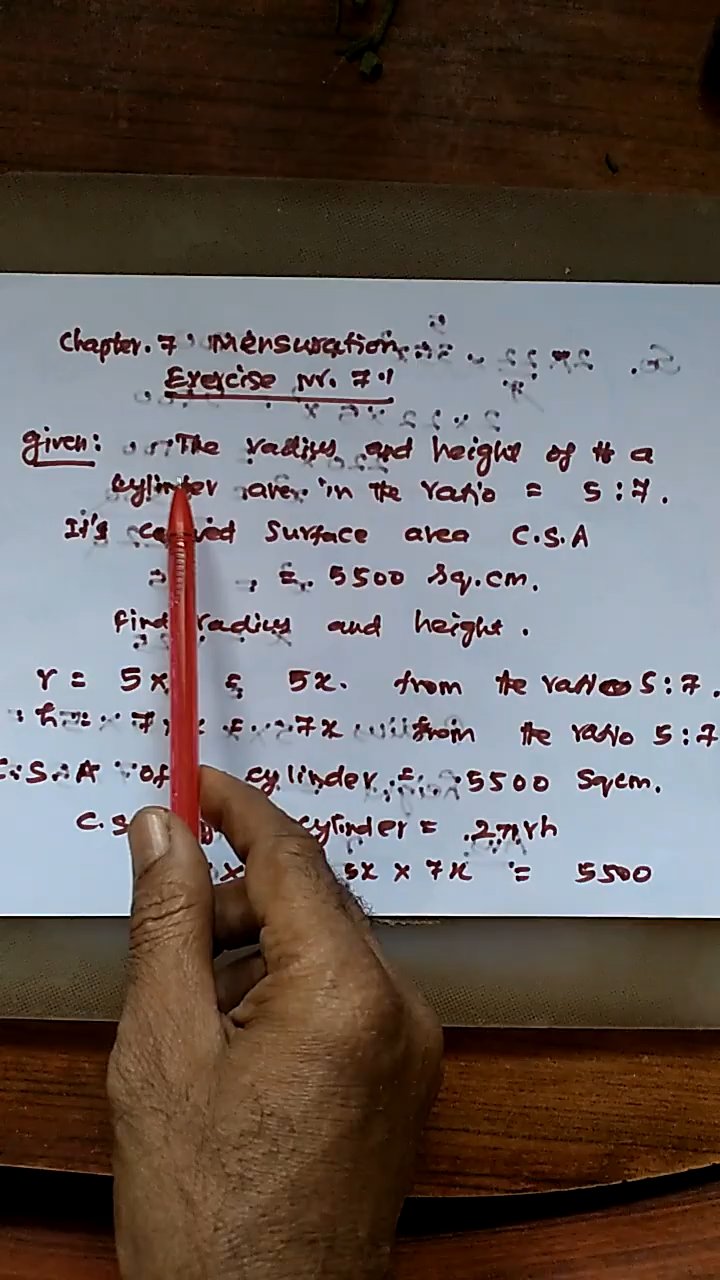 Chapter. 7, Mensuration
Exercise Nr. 7.1
given: The radius and height of a
cylinder are in the ratio = 5:7.
It's curved surface area C.S.A
= 5500 sq.cm.
find radius and height.
r = 5x 5x. from the ratio 5:7.
h = 7x 7x from the ratio 5:7
C.S.A of cylinder = 5500 Sqcm.
cylinder = 2πrh
x 5x x 7x = 5500